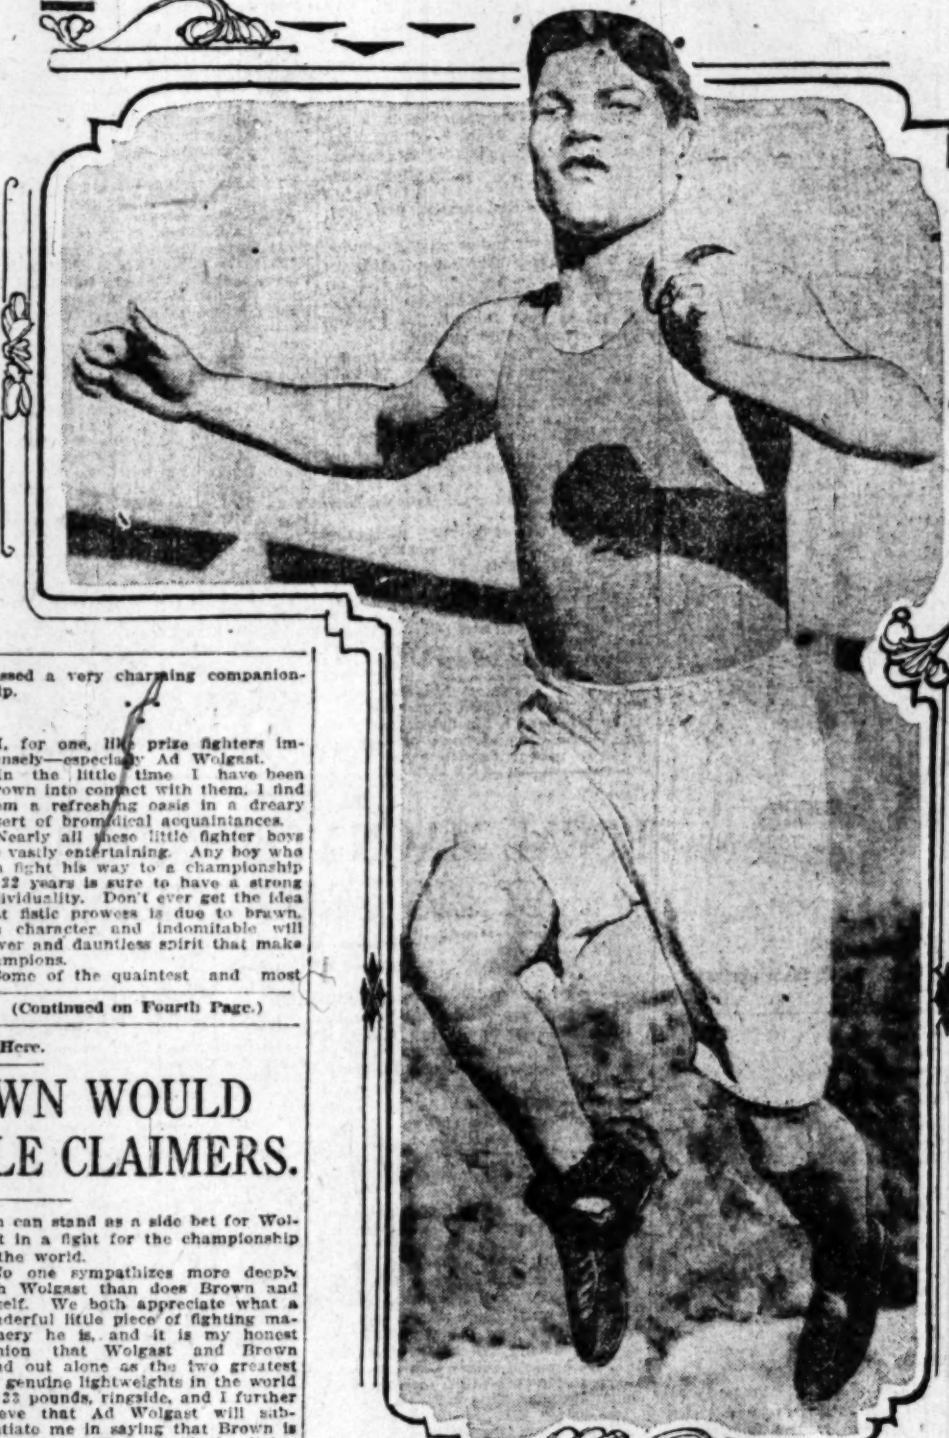 ssed a very charming companion-
ip.
I, for one, like prize fighters im-
nsely—especially Ad Wolgast.
In the little time I have been
rown into contact with them, I find
em a refreshing oasis in a dreary
sert of bromidical acquaintances.
Nearly all these little fighter boys
vastly entertaining. Any boy who
n fight his way to a championship
22 years is sure to have a strong
ividuality. Don't ever get the idea
at fistic prowess is due to brawn.
s character and indomitable will
wer and dauntless spirit that make
ampions.
Some of the quaintest and most
(Continued on Fourth Page.)
Here.
WN WOULD
LE CLAIMERS.
n can stand as a side bet for Wol-
t in a fight for the championship
the world.
No one sympathizes more deeply
h Wolgast than does Brown and
self. We both appreciate what a
nderful little piece of fighting ma-
nery he is, and it is my honest
nion that Wolgast and Brown
nd out alone as the two greatest
genuine lightweights in the world
23 pounds, ringside, and I further
eve that Ad Wolgast will sub-
ntiate me in saying that Brown is